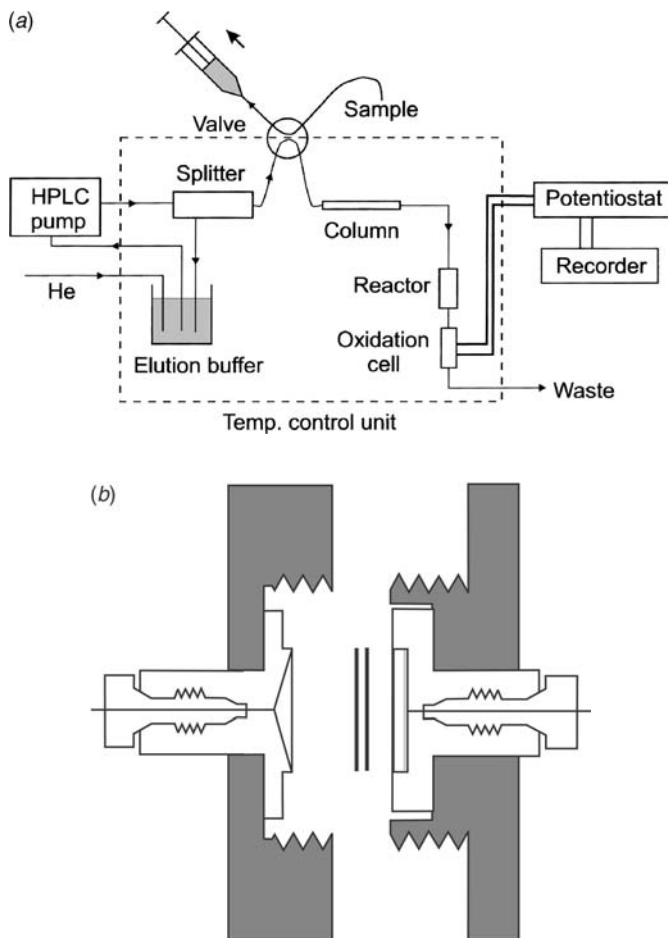 (a)
Sample
Valve
Splitter
HPLC
pump
Column
Potentiostat
Recorder
He
Reactor
Elution buffer
Oxidation
cell
Waste
Temp. control unit
(b)